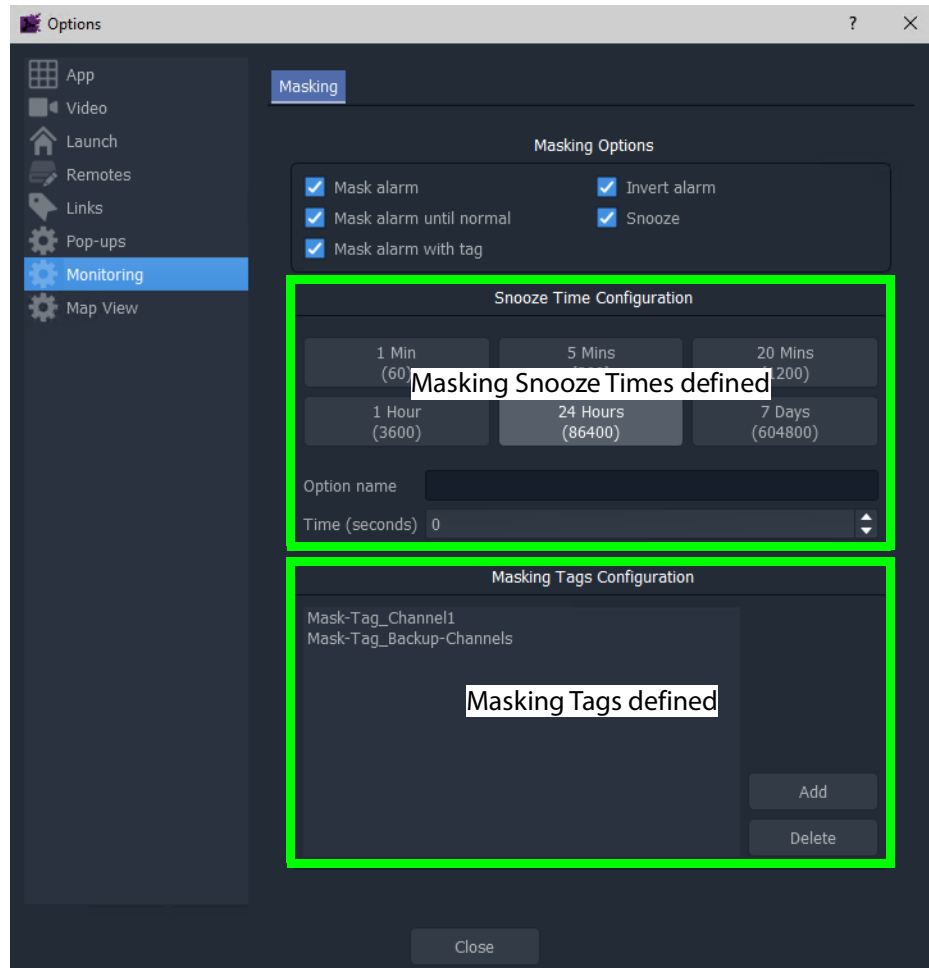 Options
?
App
Video
Launch
Remotes
Links
Pop-ups
Monitoring
Map View
Masking
Masking Options
Mask alarm
Invert alarm
Mask alarm until normal
Snooze
Mask alarm with tag
Snooze Time Configuration
1 Min 5 Mins 20 Mins
(60)
Masking Snooze Times defined
1 Hour 24 Hours 7 Days
(3600) (86400) (604800)
Option name
Time (seconds) 0
Masking Tags Configuration
Mask-Tag_Channel1
Mask-Tag_Backup-Channels
Masking Tags defined
Add
Delete
Close